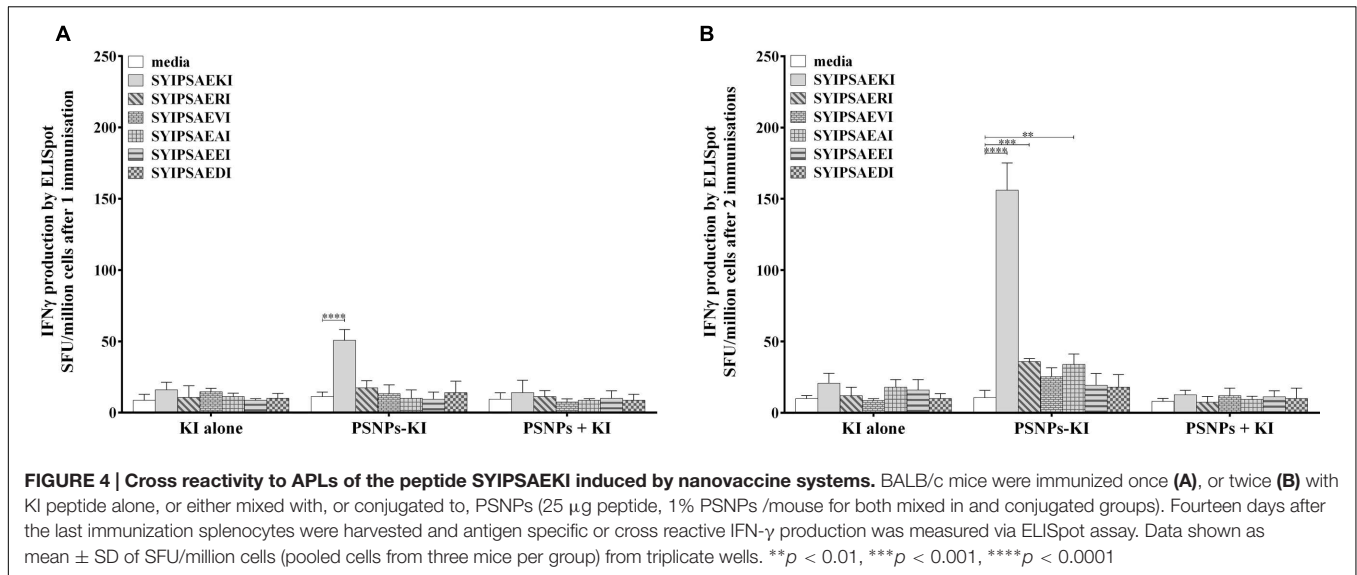 A
IFNγ production by ELISpot
SFU/million cells after 1 immunisation
250
200
150
100
50
0
media
SYIPSAEKI
SYIPSAERI
SYIPSAEVI
SYIPSAEAI
SYIPSAEEI
SYIPSAEDI
****
KI alone PSNPs-KI PSNPs + KI
B
IFNγ production by ELISpot
SFU/million cells after 2 immunisations
250
200
150
100
50
0
media
SYIPSAEKI
SYIPSAERI
SYIPSAEVI
SYIPSAEAI
SYIPSAEEI
SYIPSAEDI
**
***
****
KI alone PSNPs-KI PSNPs + KI
FIGURE 4 | Cross reactivity to APLs of the peptide SYIPSAEKI induced by nanovaccine systems. BALB/c mice were immunized once (A), or twice (B) with
KI peptide alone, or either mixed with, or conjugated to, PSNPs (25 μg peptide, 1% PSNPs /mouse for both mixed in and conjugated groups). Fourteen days after
the last immunization splenocytes were harvested and antigen specific or cross reactive IFN-γ production was measured via ELISpot assay. Data shown as
mean ± SD of SFU/million cells (pooled cells from three mice per group) from triplicate wells. **p < 0.01, ***p < 0.001, ****p < 0.0001